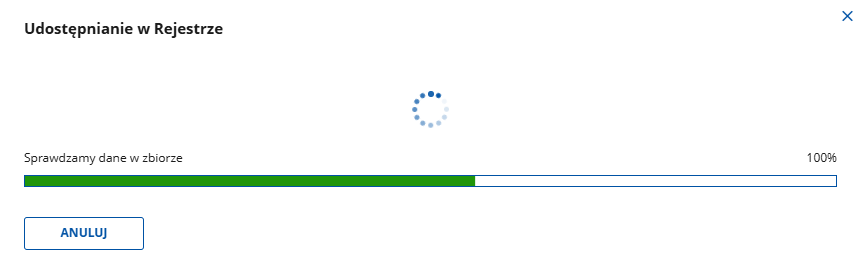 Udostępnianie w Rejestrze
Sprawdzamy dane w zbiorze
100%
ANULUJ